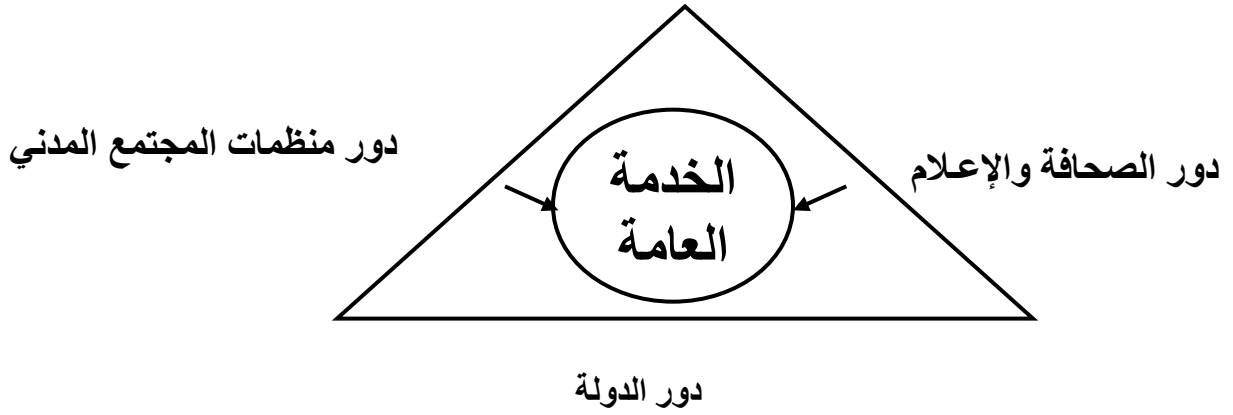 دور الصحافة والإعلام
الخدمة
العامة
دور منظمات المجتمع المدني
دور الدولة